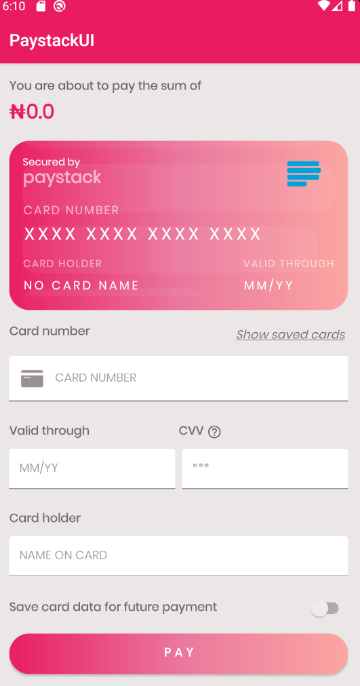 6:10
PaystackUI
You are about to pay the sum of
₦0.0
Secured by
paystack
CARD NUMBER
XXXX XXXX XXXX XXXX
CARD HOLDER VALID THROUGH
NO CARD NAME MM/YY
Card number Show saved cards
CARD NUMBER
Valid through CVV ?
MM/YY ***
Card holder
NAME ON CARD
Save card data for future payment
PAY